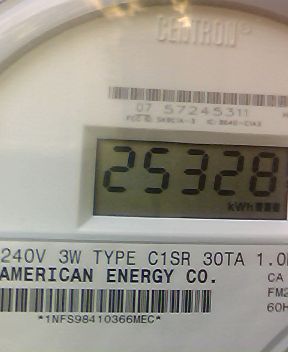 CENTRON®
07 57245311
25328
kWh
240V 3W TYPE C1SR 30TA 1.0
AMERICAN ENERGY CO.
CA
FM2
60H
*1NFS98410366MEC*